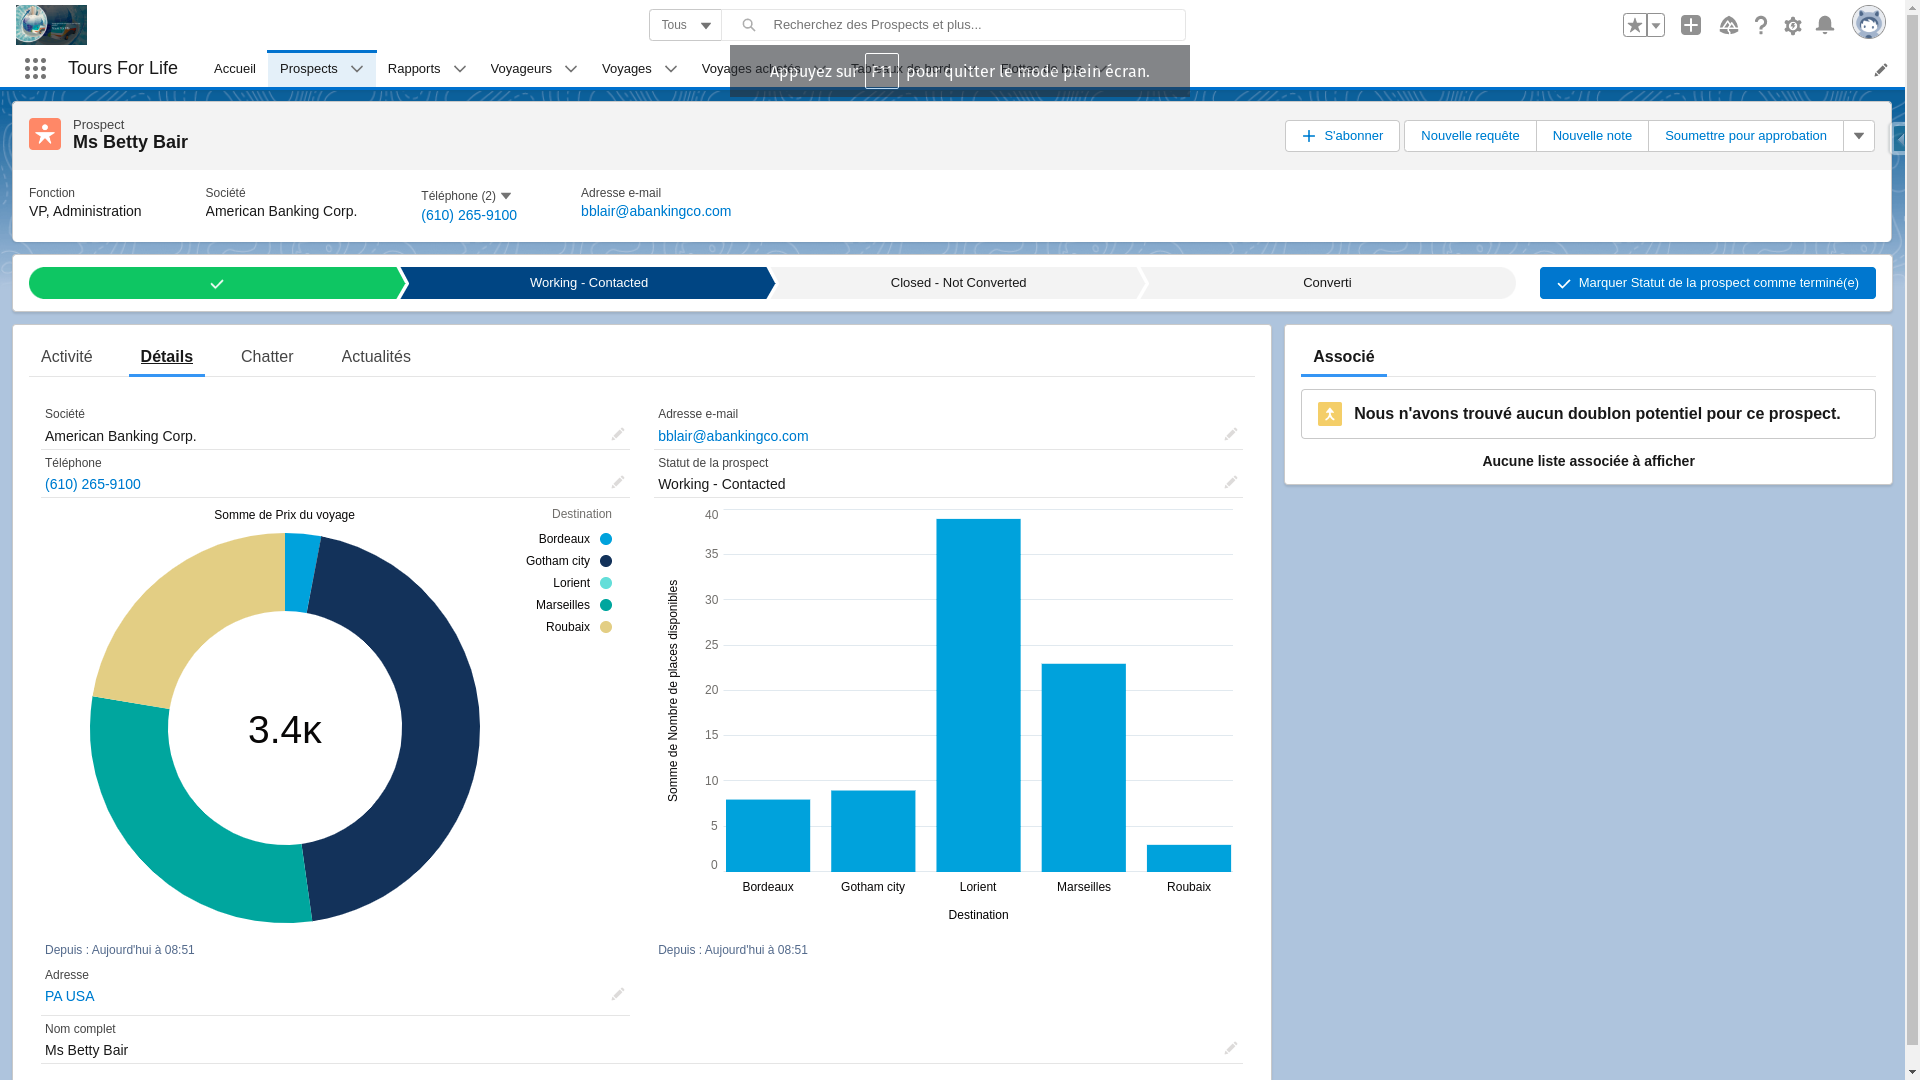 Tous
Recherchez des Prospects et plus...
Tours For Life
Accueil
Prospects
Rapports
Voyageurs
Voyages
Appuyez sur F11 pour quitter le mode plein écran.
Prospect
Ms Betty Bair
S'abonner
Nouvelle requête
Nouvelle note
Soumettre pour approbation
Fonction
VP, Administration
Société
American Banking Corp.
Téléphone (2)
(610) 265-9100
Adresse e-mail
bblair@abankingco.com
Working - Contacted
Closed - Not Converted
Converti
Marquer Statut de la prospect comme terminé(e)
Activité
Détails
Chatter
Actualités
Société
American Banking Corp.
Adresse e-mail
bblair@abankingco.com
Téléphone
(610) 265-9100
Statut de la prospect
Working - Contacted
Somme de Prix du voyage
Destination
Bordeaux
Gotham city
Lorient
Marseilles
Roubaix
3.4K
Somme de Nombre de places disponibles
40
35
30
25
20
15
10
5
0
Bordeaux
Gotham city
Lorient
Marseilles
Roubaix
Destination
Depuis : Aujourd'hui à 08:51
Depuis : Aujourd'hui à 08:51
Adresse
PA USA
Nom complet
Ms Betty Bair
Associé
Nous n'avons trouvé aucun doublon potentiel pour ce prospect.
Aucune liste associée à afficher